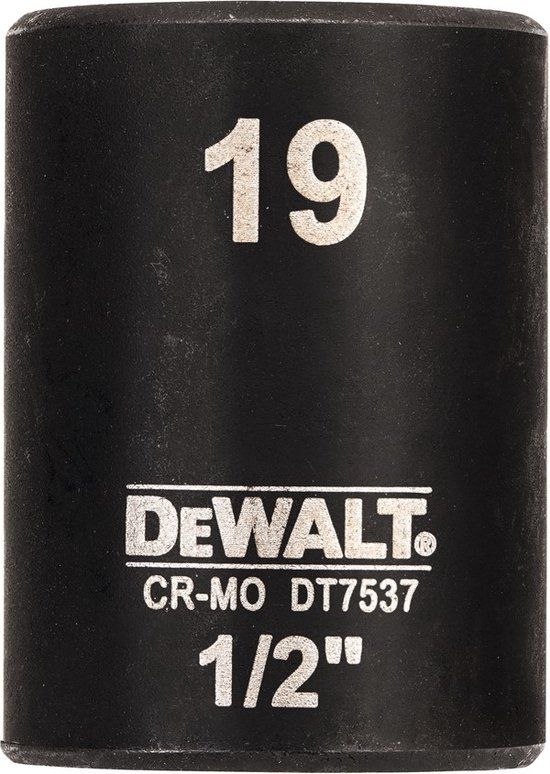 19
DEWALT®
CR-MO DT7537
1/2"